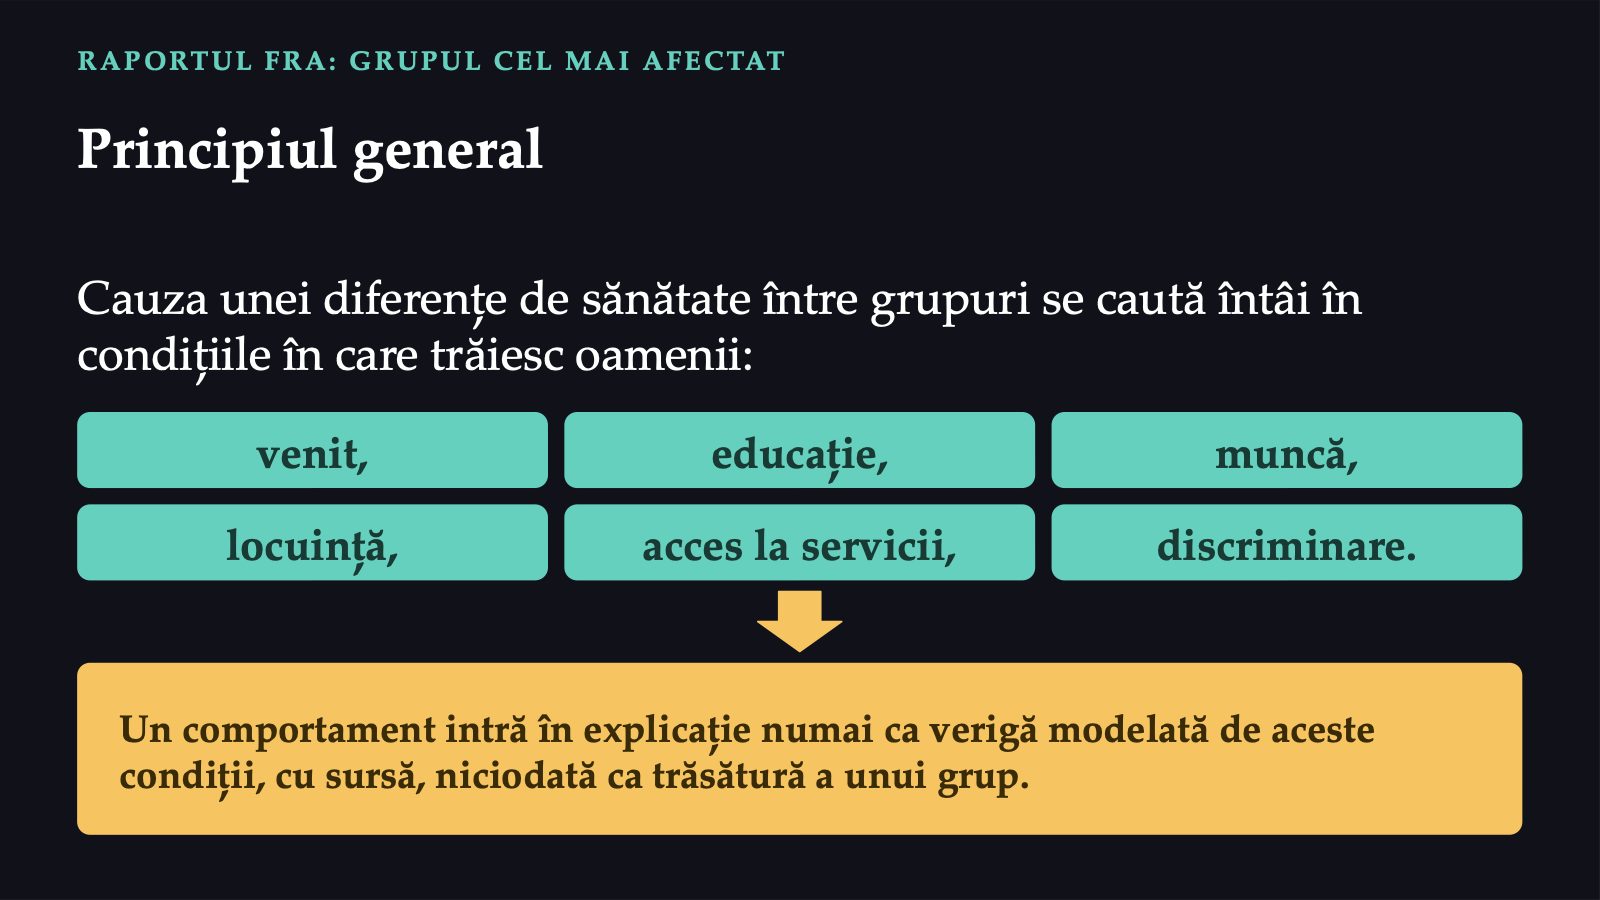 RAPORTUL FRA: GRUPUL CEL MAI AFECTAT
Principiul general
Cauza unei diferențe de sănătate între grupuri se caută întâi în
condițiile în care trăiesc oamenii:
venit,
educație,
muncă,
locuință,
acces la servicii,
discriminare.
Un comportament intră în explicație numai ca verigă modelată de aceste
condiții, cu sursă, niciodată ca trăsătură a unui grup.